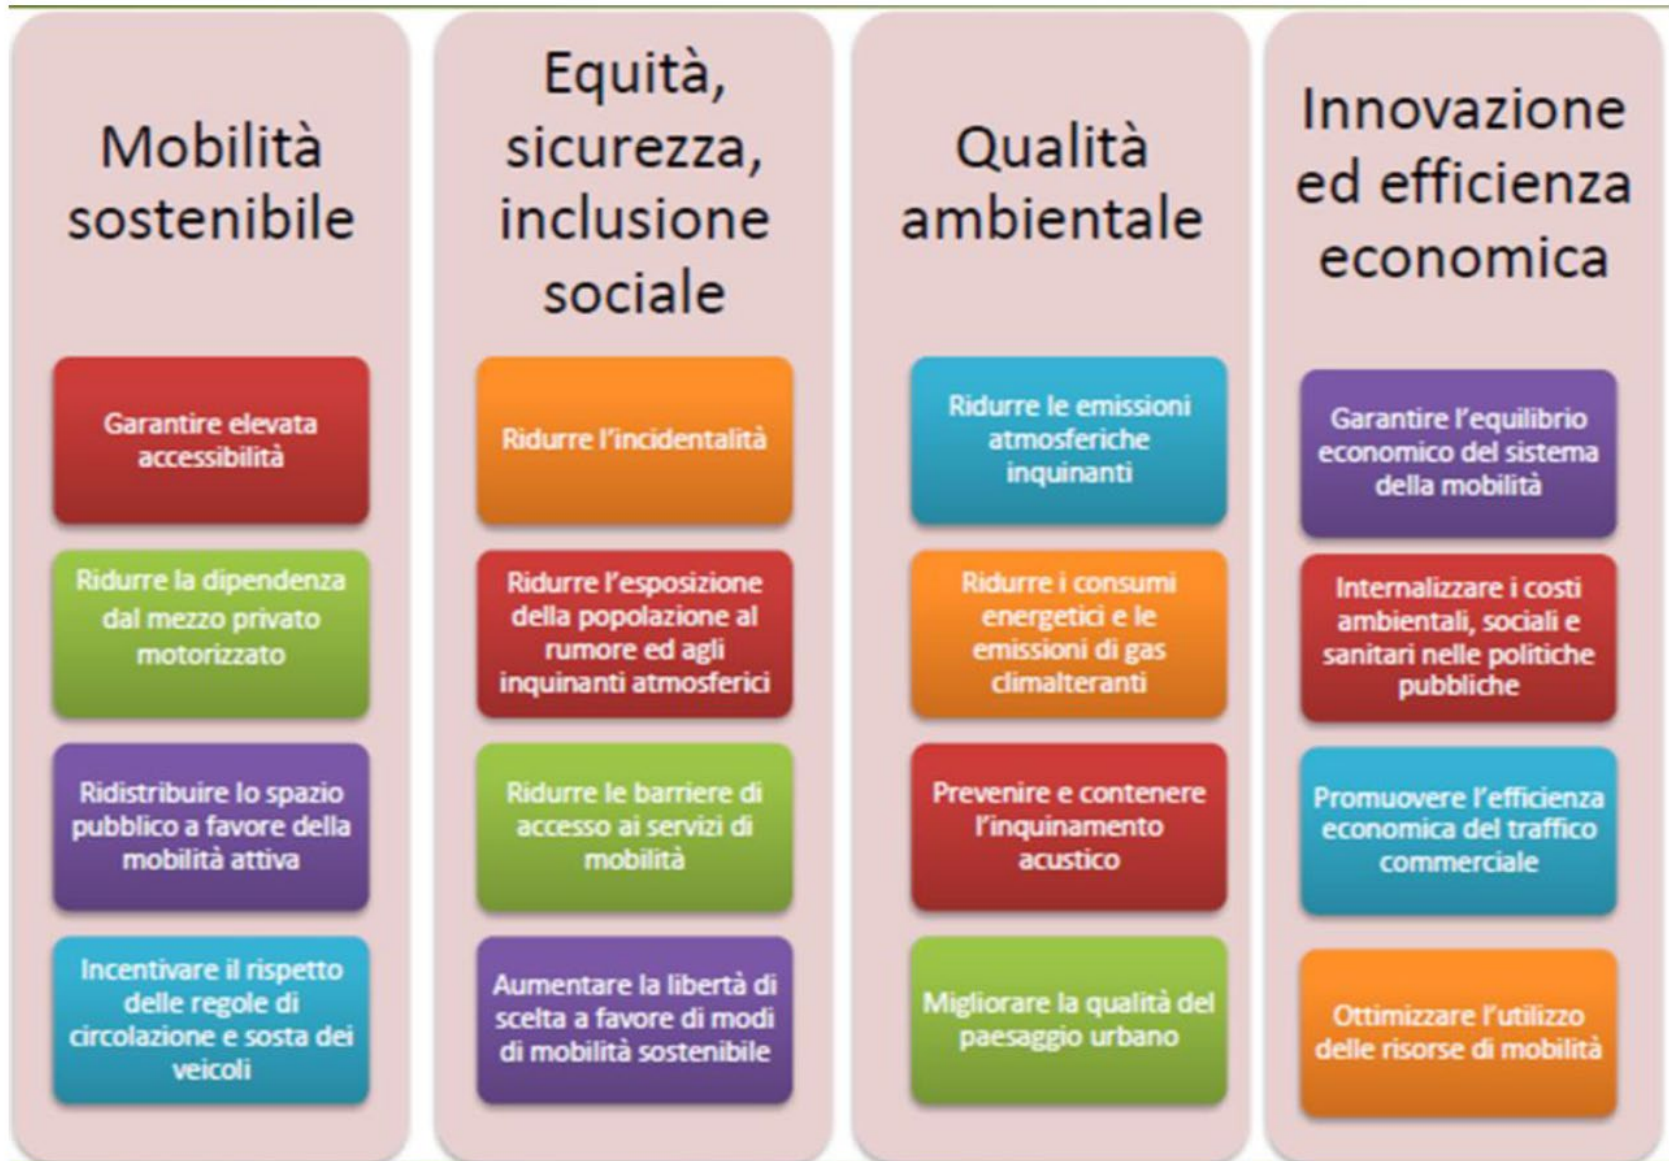 Mobilità
sostenibile
Garantire elevata
accessibilità
Ridurre la dipendenza
dal mezzo privato
motorizzato
Ridistribuire lo spazio
pubblico a favore della
mobilità attiva
Incentivare il rispetto
delle regole di
circolazione e sosta dei
veicoli
Equità,
sicurezza,
inclusione
sociale
Ridurre l'incidentalità
Ridurre l'esposizione
della popolazione al
rumore ed agli
inquinanti atmosferici
Ridurre le barriere di
accesso ai servizi di
mobilità
Aumentare la libertà di
scelta a favore di modi
di mobilità sostenibile
Qualità
ambientale
Ridurre le emissioni
atmosferiche
inquinanti
Ridurre i consumi
energetici e le
emissioni di gas
climalteranti
Prevenire e contenere
l'inquinamento
acustico
Migliorare la qualità del
paesaggio urbano
Innovazione
ed efficienza
economica
Garantire l'equilibrio
economico del sistema
della mobilità
Internalizzare i costi
ambientali, sociali e
sanitari nelle politiche
pubbliche
Promuovere l'efficienza
economica del traffico
commerciale
Ottimizzare l'utilizzo
delle risorse di mobilità